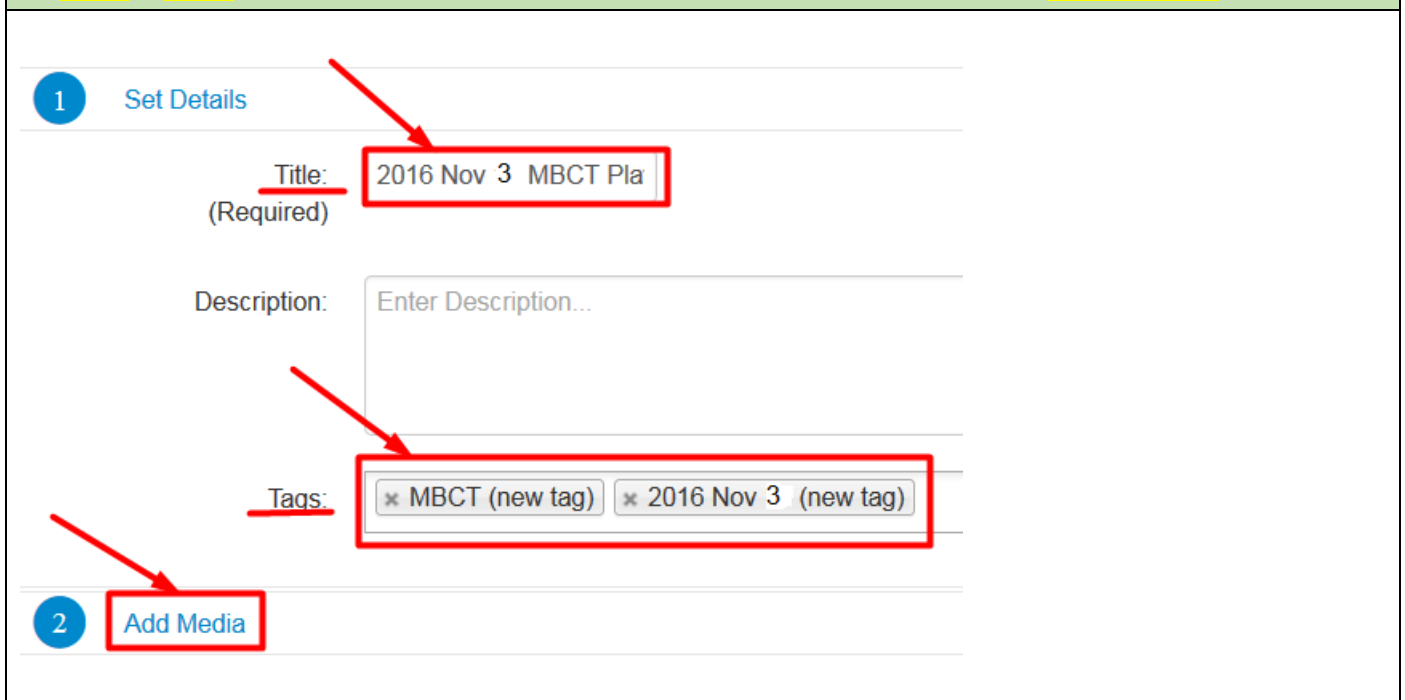 1 Set Details
Title: 2016 Nov 3 MBCT Pla
(Required)
Description: Enter Description...
Tags: × MBCT (new tag) × 2016 Nov 3 (new tag)
2 Add Media